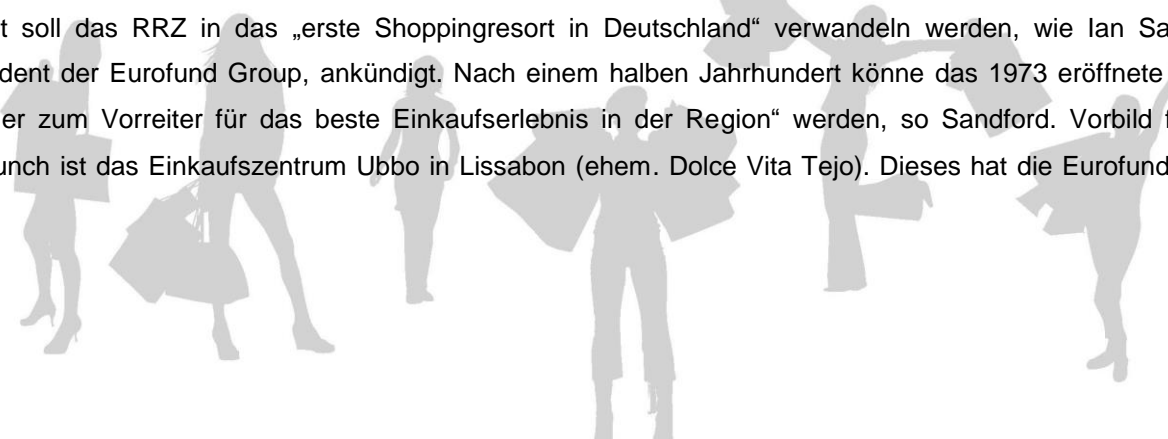 t soll das RRZ in das „erste Shoppingresort in Deutschland“ verwandeln werden, wie Ian Sa
dent der Eurofund Group, ankündigt. Nach einem halben Jahrhundert könne das 1973 eröffnete
er zum Vorreiter für das beste Einkaufserlebnis in der Region“ werden, so Sandford. Vorbild f
unch ist das Einkaufszentrum Ubbo in Lissabon (ehem. Dolce Vita Tejo). Dieses hat die Eurofund